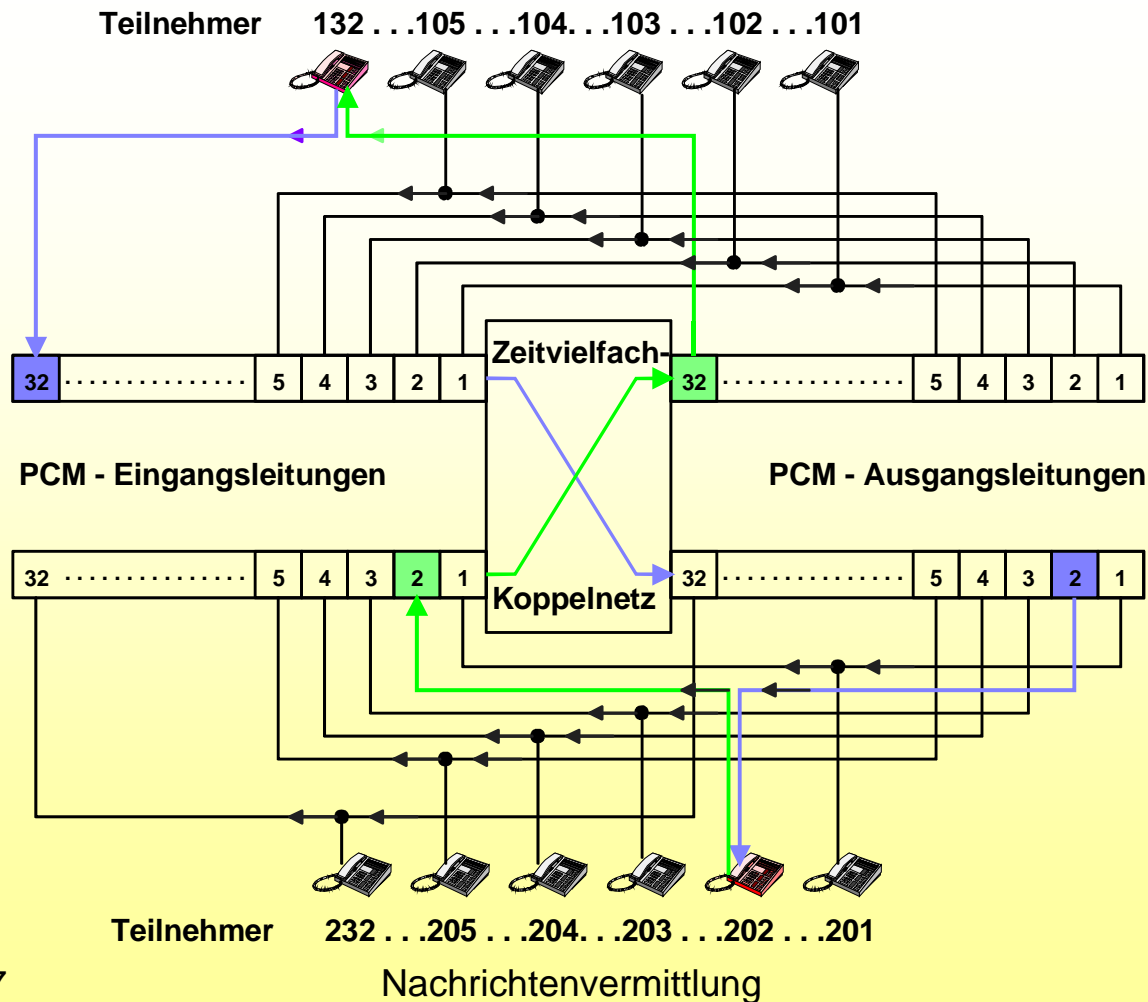 Teilnehmer 132 . . .105 . . .104. . .103 . . .102 . . .101
Zeitvielfach-
32 ................ 5 4 3 2 1 32 ................ 5 4 3 2 1
PCM - Eingangsleitungen PCM - Ausgangsleitungen
32 ................ 5 4 3 2 1 32 ................ 5 4 3 2 1
Koppelnetz
Teilnehmer 232 . . .205 . . .204. . .203 . . .202 . . .201
Nachrichtenvermittlung